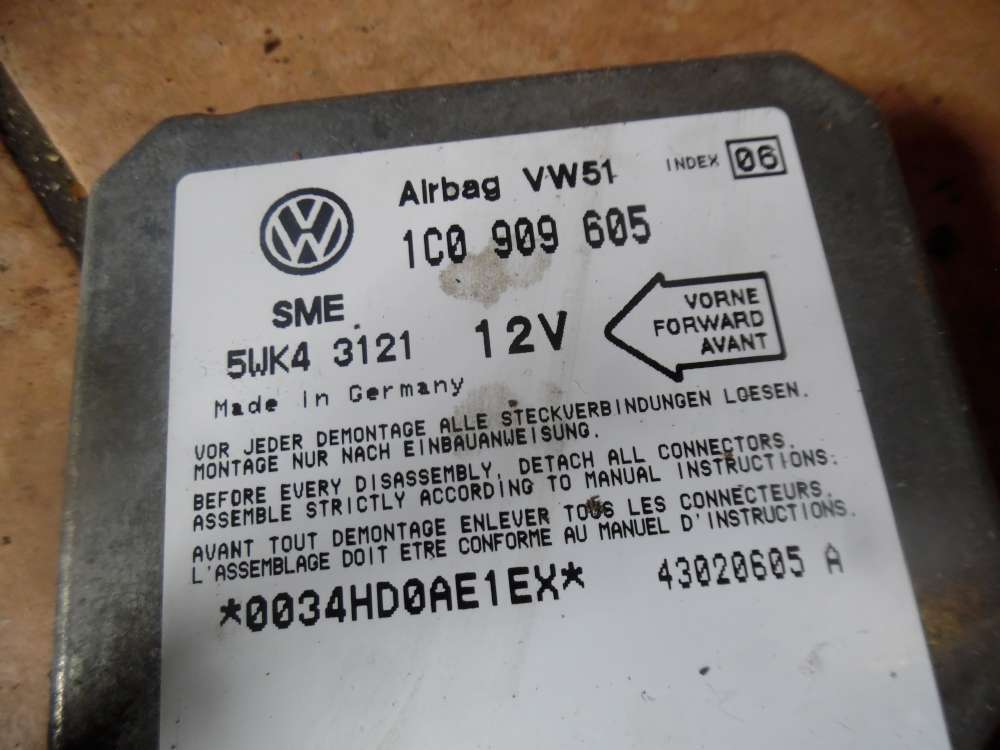 Airbag VW51
INDEX 06
1C0 909 605
SME
5WK4 3121
12V
VORNE
FORWARD
AVANT
Made in Germany
VOR JEDER DEMONTAGE ALLE STECKVERBINDUNGEN LOESEN.
MONTAGE NUR NACH EINBAUANWEISUNG.
BEFORE EVERY DISASSEMBLY, DETACH ALL CONNECTORS.
ASSEMBLE STRICTLY ACCORDING TO MANUAL INSTRUCTIONS.
AVANT TOUT DEMONTAGE ENLEVER TOUS LES CONNECTEURS.
L'ASSEMBLAGE DOIT ETRE CONFORME AU MANUEL D'INSTRUCTIONS.
*0034HD0AE1EX*
43020605 A